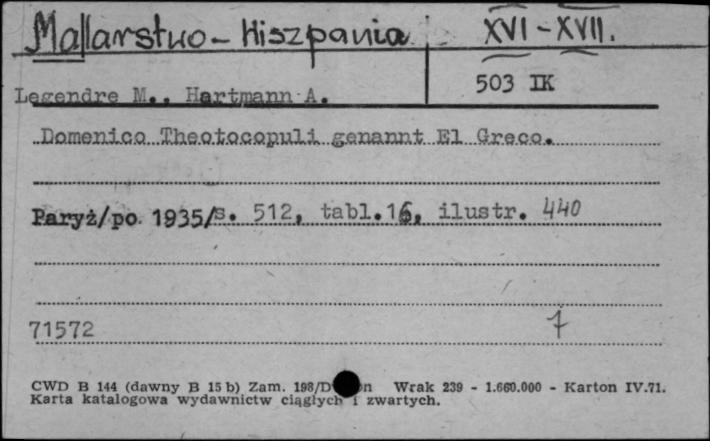 Malarstwo - Hiszpania XVI - XVII.
503 IK
Legendre M., Hartmann A.
Domenico Theotocopuli genannt El Greco.
Paryż/po 1935/s. 512, tabl.16, ilustr. 440
71572 7
CWD B 144 (dawny B 15 b) Zam. 198/D n Wrak 239 - 1.660.000 - Karton IV.71.
Karta katalogowa wydawnictw ciągłych i zwartych.